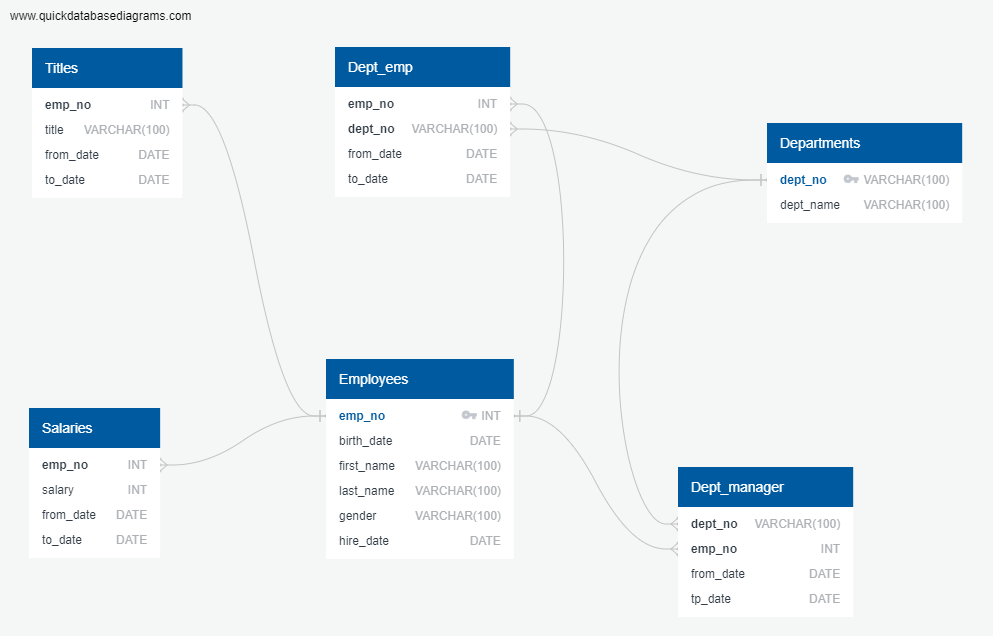 www.quickdatabasediagrams.com
Titles
emp_no INT
title VARCHAR(100)
from_date DATE
to_date DATE
Dept_emp
emp_no INT
dept_no VARCHAR(100)
from_date DATE
to_date DATE
Departments
dept_no VARCHAR(100)
dept_name VARCHAR(100)
Employees
emp_no INT
birth_date DATE
first_name VARCHAR(100)
last_name VARCHAR(100)
gender VARCHAR(100)
hire_date DATE
Salaries
emp_no INT
salary INT
from_date DATE
to_date DATE
Dept_manager
dept_no VARCHAR(100)
emp_no INT
from_date DATE
tp_date DATE